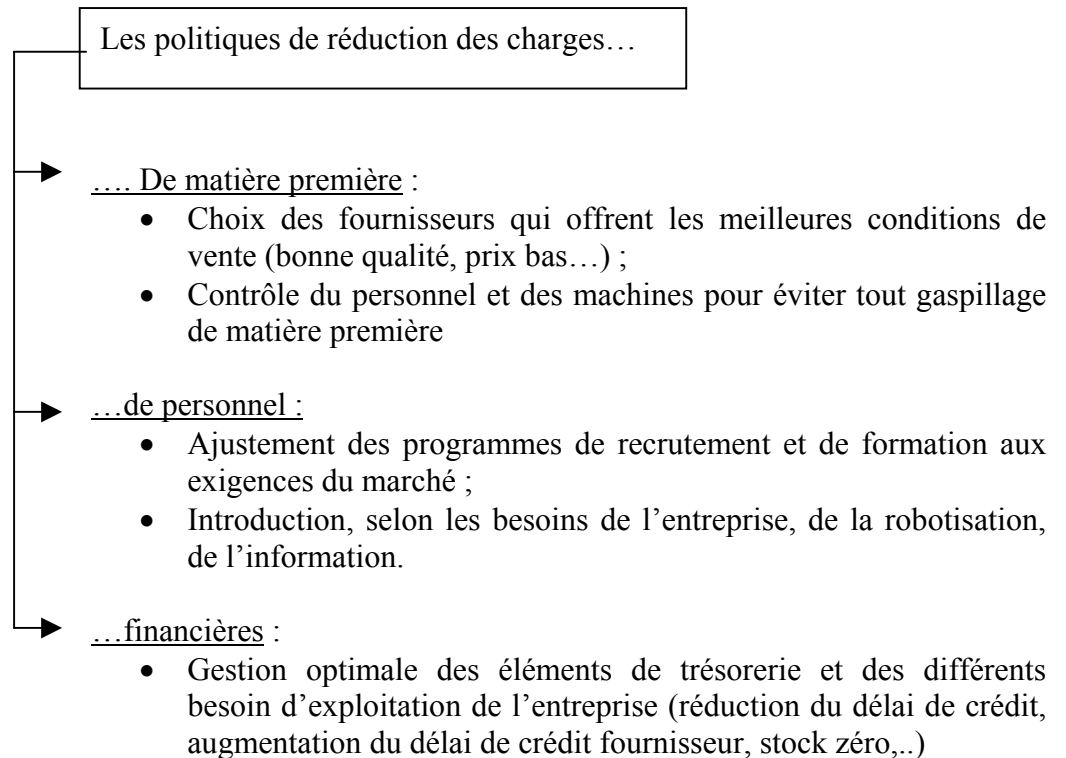 Les politiques de réduction des charges…
…. De matière première :
• Choix des fournisseurs qui offrent les meilleures conditions de
vente (bonne qualité, prix bas…) ;
• Contrôle du personnel et des machines pour éviter tout gaspillage
de matière première
…de personnel :
• Ajustement des programmes de recrutement et de formation aux
exigences du marché ;
• Introduction, selon les besoins de l’entreprise, de la robotisation,
de l’information.
…financières :
• Gestion optimale des éléments de trésorerie et des différents
besoin d’exploitation de l’entreprise (réduction du délai de crédit,
augmentation du délai de crédit fournisseur, stock zéro,..)